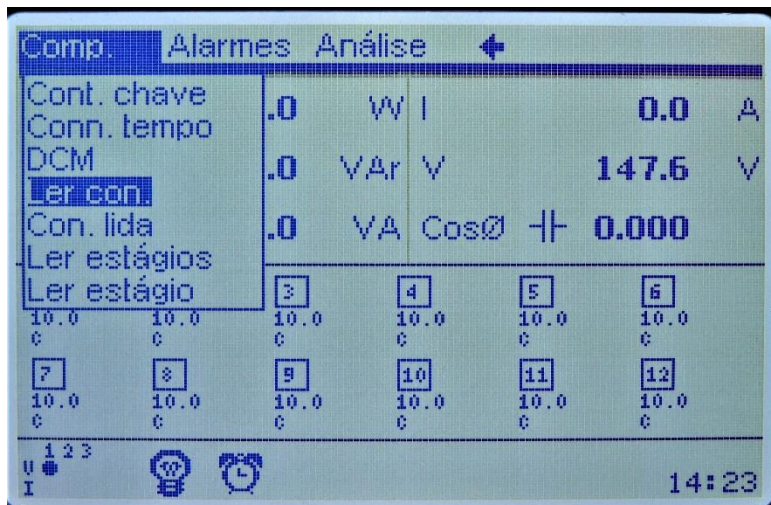 Comp. Alarmes Análise
Cont. chave
Conn. tempo
DCM
Ler con.
Con. lida
Ler estágios
Ler estágio
.0 W I 0.0 A
.0 VAr V 147.6 V
.0 VA CosØ 0.000
3 4 5 6
10.0 10.0 10.0 10.0 10.0 10.0
C C C C C C
7 8 9 10 11 12
10.0 10.0 10.0 10.0 10.0 10.0
C C C C C C
1 2 3
V
I
14:23